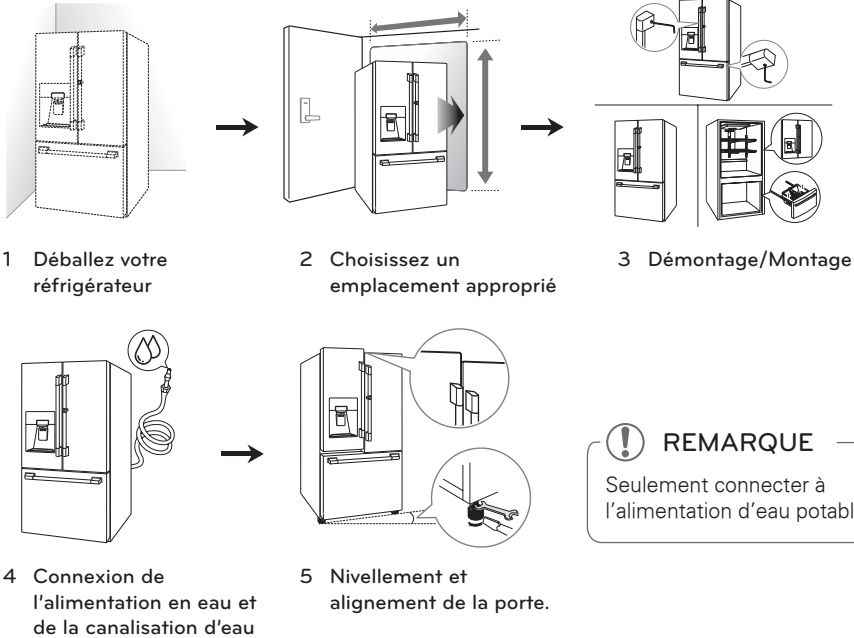 1 Déballez votre
réfrigérateur
2 Choisissez un
emplacement approprié
3 Démontage/Montage
4 Connexion de
l'alimentation en eau et
de la canalisation d'eau
5 Nivellement et
alignement de la porte.
REMARQUE
Seulement connecter à
l'alimentation d'eau